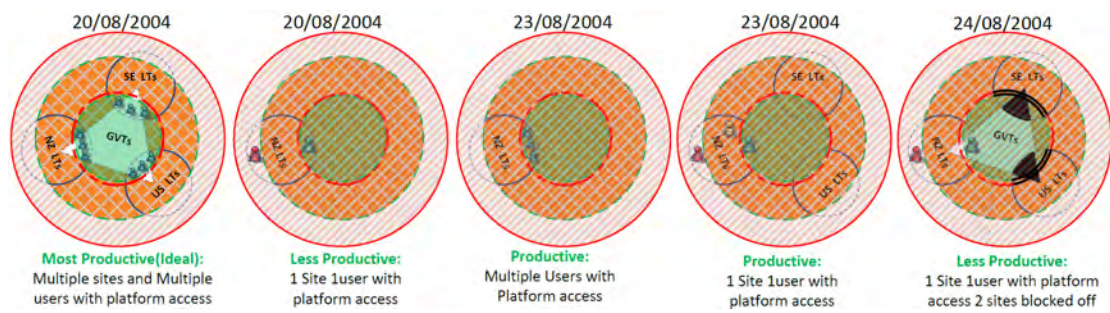 20/08/2004
20/08/2004
23/08/2004
23/08/2004
24/08/2004
SE LTs
GVTs
NZ LTs
US LTs
NZ LTs
NZ LTs
SE LTs
NZ LTs
US LTs
SE LTs
GVTs
NZ LTs
US LTs
Most Productive(Ideal):
Multiple sites and Multiple
users with platform access
Less Productive:
1 Site 1user with
platform access
Productive:
Multiple Users with
Platform access
Productive:
1 Site 1user with
platform access
Less Productive:
1 Site 1user with platform
access 2 sites blocked off